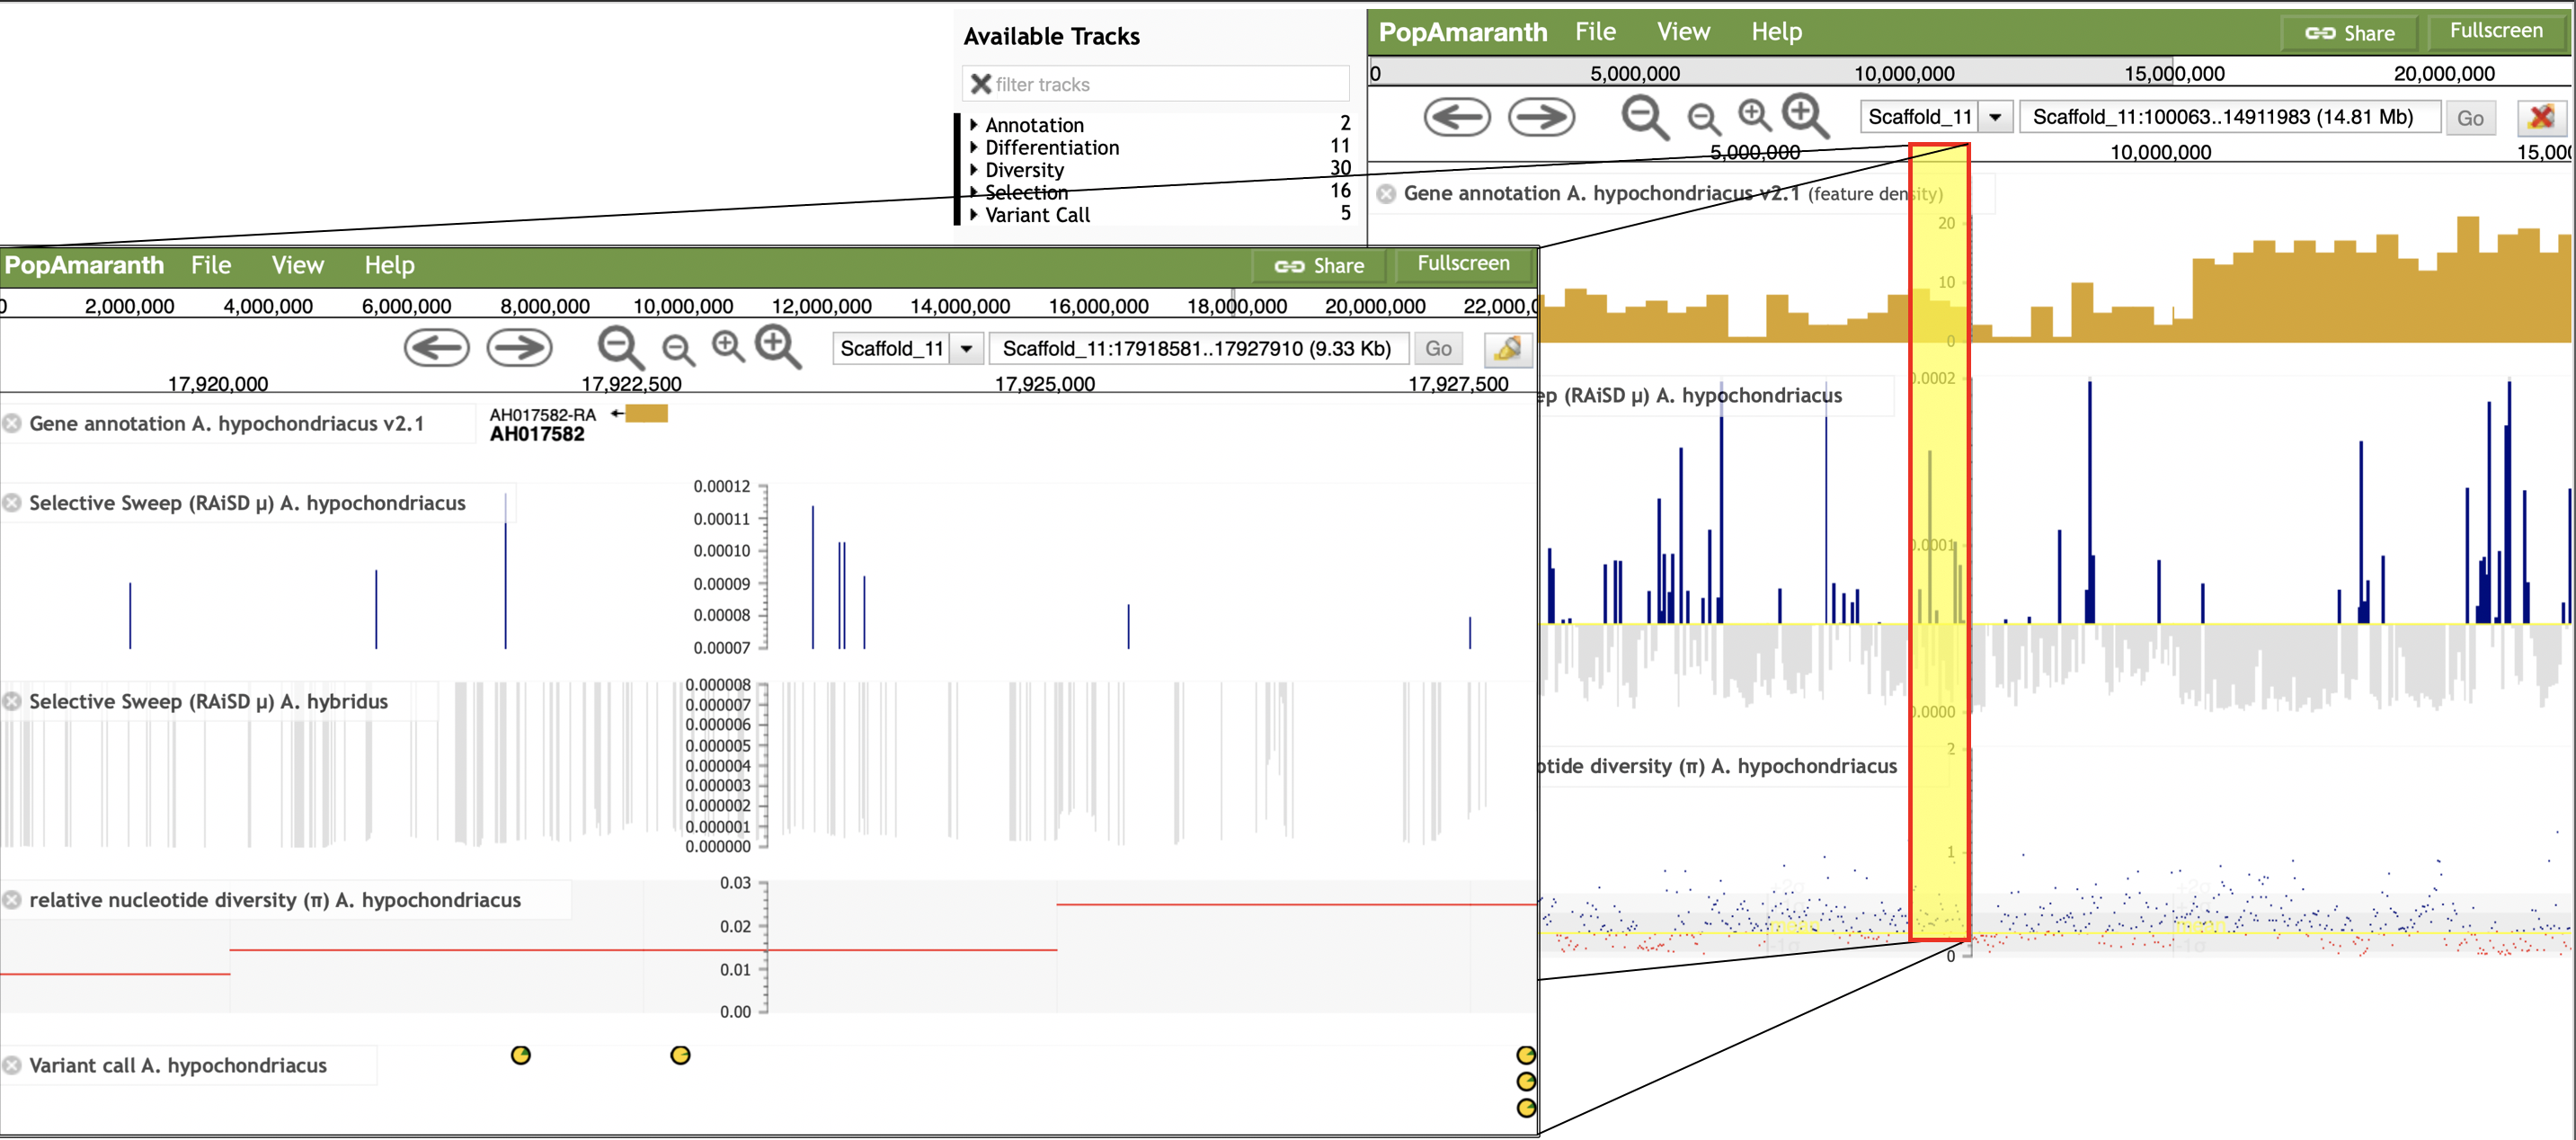 Available Tracks
filter tracks
Annotation 2
Differentiation 11
Diversity 30
Selection 16
Variant Call 5
PopAmaranth File View Help Share Fullscreen
0 5,000,000 10,000,000 15,000,000 20,000,000
Scaffold_11 Scaffold_11:100063..14911983 (14.81 Mb) Go
5,000,000 10,000,000 15,00
Gene annotation A. hypochondriacus v2.1 (feature density)
20
10
0
ep (RAiSD μ) A. hypochondriacus
0.0002
0.0001
0.0000
otide diversity (π) A. hypochondriacus
2
1
0
+2σ +2σ
mean mean
-1σ -1σ
PopAmaranth File View Help Share Fullscreen
0 2,000,000 4,000,000 6,000,000 8,000,000 10,000,000 12,000,000 14,000,000 16,000,000 18,000,000 20,000,000 22,000,0
Scaffold_11 Scaffold_11:17918581..17927910 (9.33 Kb) Go
17,920,000 17,922,500 17,925,000 17,927,500
Gene annotation A. hypochondriacus v2.1
AH017582-RA
AH017582
Selective Sweep (RAiSD μ) A. hypochondriacus
0.00012
0.00011
0.00010
0.00009
0.00008
0.00007
Selective Sweep (RAiSD μ) A. hybridus
0.000008
0.000007
0.000006
0.000005
0.000004
0.000003
0.000002
0.000001
0.000000
relative nucleotide diversity (π) A. hypochondriacus
0.03
0.02
0.01
0.00
Variant call A. hypochondriacus